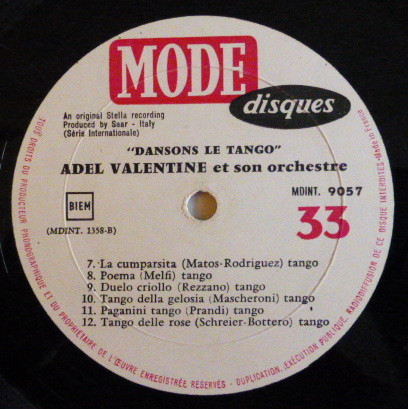 MODE
disques
An original Stella recording
Produced by Saar - Italy
(Série Internationale)
"DANSONS LE TANGO"
ADEL VALENTINE et son orchestre
MDINT. 9057
BIEM
33
(MDINT. 1358-B)
7. La cumparsita (Matos-Rodriguez) tango
8. Poema (Melfi) tango
9. Duelo criollo (Rezzano) tango
10. Tango della gelosia (Mascheroni) tango
11. Paganini tango (Prandi) tango
12. Tango delle rose (Schreier-Bottero) tango
TOUS DROITS DU PRODUCTEUR PHONOGRAPHIQUE ET DU PROPRIÉTAIRE DE L'ŒUVRE ENREGISTRÉE RÉSERVÉS - DUPLICATION, EXÉCUTION PUBLIQUE, RADIODIFFUSION DE CE DISQUE INTERDITES - Made in France